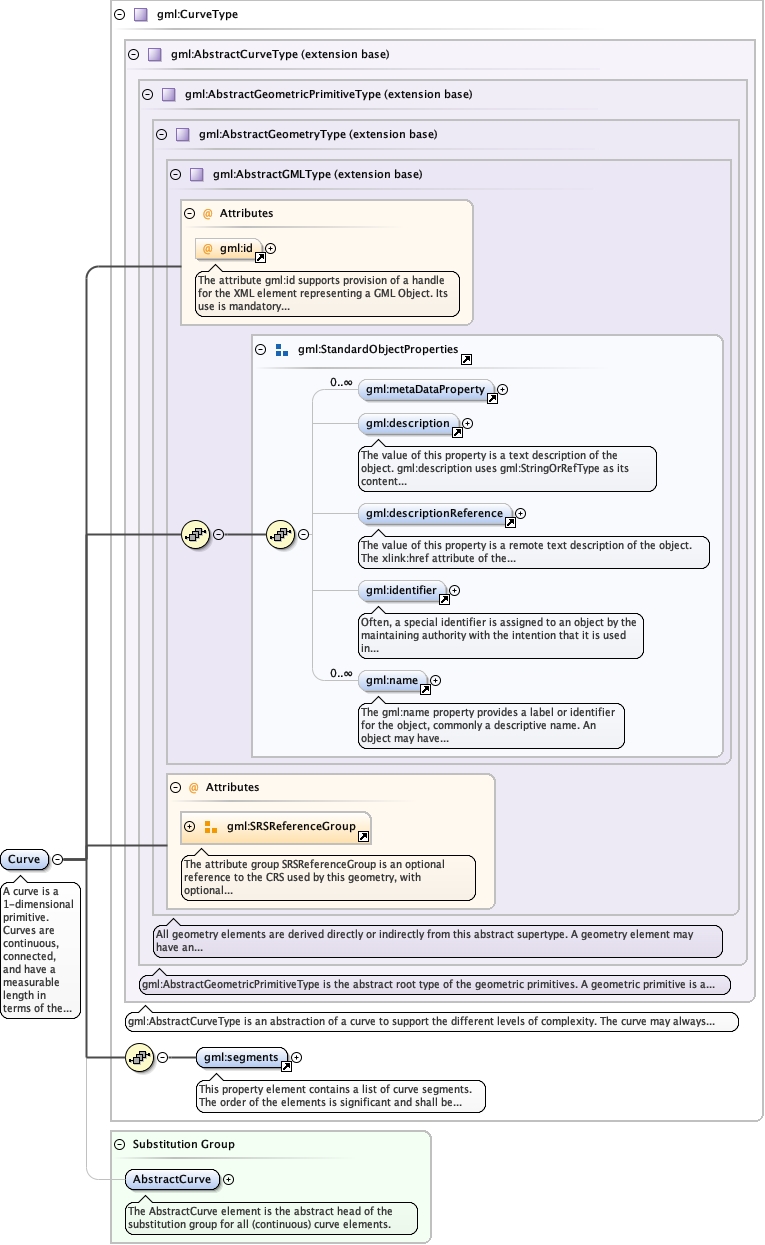 gml:CurveType
gml:AbstractCurveType (extension base)
gml:AbstractGeometricPrimitiveType (extension base)
gml:AbstractGeometryType (extension base)
gml:AbstractGMLType (extension base)
@ Attributes
@ gml:id
The attribute gml:id supports provision of a handle
for the XML element representing a GML Object. Its
use is mandatory...
gml:StandardObjectProperties
0..∞
gml:metaDataProperty
gml:description
The value of this property is a text description of the
object. gml:description uses gml:StringOrRefType as its
content...
gml:descriptionReference
The value of this property is a remote text description of the object.
The xlink:href attribute of the...
gml:identifier
Often, a special identifier is assigned to an object by the
maintaining authority with the intention that it is used
in...
0..∞
gml:name
The gml:name property provides a label or identifier
for the object, commonly a descriptive name. An
object may have...
@ Attributes
gml:SRSReferenceGroup
The attribute group SRSReferenceGroup is an optional
reference to the CRS used by this geometry, with
optional...
Curve
A curve is a
1-dimensional
primitive.
Curves are
continuous,
connected,
and have a
measurable
length in
terms of the...
All geometry elements are derived directly or indirectly from this abstract supertype. A geometry element may
have an...
gml:AbstractGeometricPrimitiveType is the abstract root type of the geometric primitives. A geometric primitive is a...
gml:AbstractCurveType is an abstraction of a curve to support the different levels of complexity. The curve may always...
gml:segments
This property element contains a list of curve segments.
The order of the elements is significant and shall be...
Substitution Group
AbstractCurve
The AbstractCurve element is the abstract head of the
substitution group for all (continuous) curve elements.